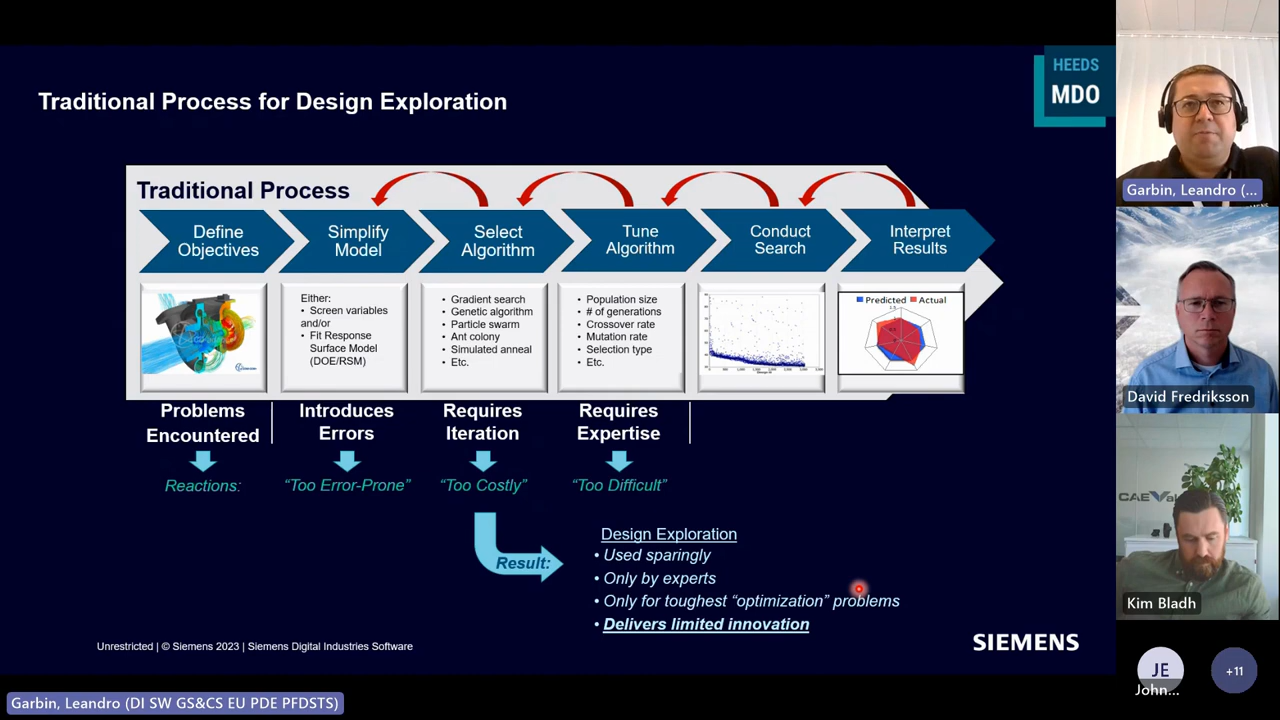 HEEDS
MDO
Traditional Process for Design Exploration
Traditional Process
Define
Objectives
Simplify
Model
Select
Algorithm
Tune
Algorithm
Conduct
Search
Interpret
Results
Either:
• Screen variables
and/or
• Fit Response
Surface Model
(DOE/RSM)
• Gradient search
• Genetic algorithm
• Particle swarm
• Ant colony
• Simulated anneal
• Etc.
• Population size
• # of generations
• Crossover rate
• Mutation rate
• Selection type
• Etc.
Predicted Actual
Problems
Encountered
Introduces
Errors
Requires
Iteration
Requires
Expertise
Reactions:
“Too Error-Prone”
“Too Costly”
“Too Difficult”
Result:
Design Exploration
• Used sparingly
• Only by experts
• Only for toughest “optimization” problems
• Delivers limited innovation
Unrestricted | © Siemens 2023 | Siemens Digital Industries Software
SIEMENS
Garbin, Leandro (DI SW GS&CS EU PDE PFDSTS)
Garbin, Leandro (...
David Fredriksson
CAE
Kim Bladh
JE
John...
+11